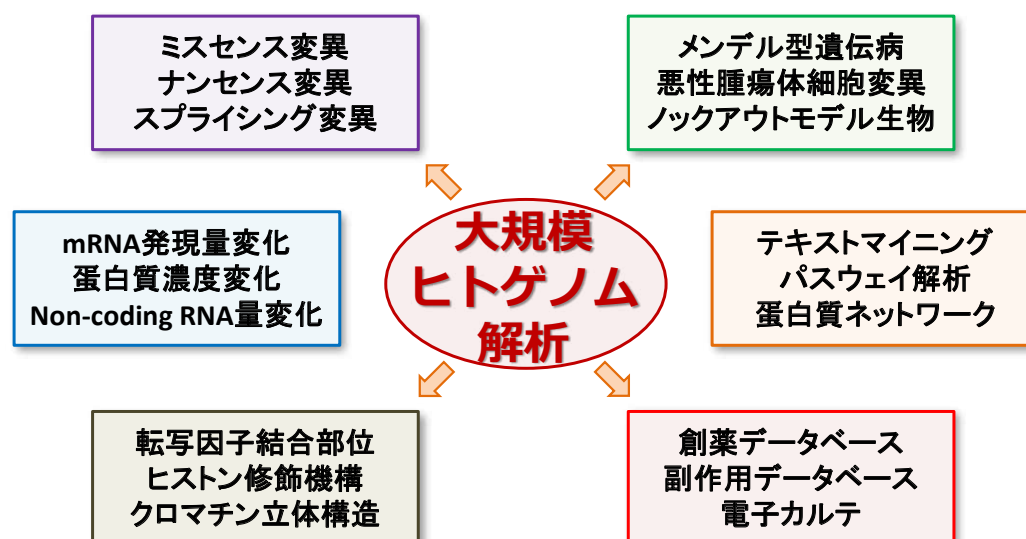 ミスセンス変異
ナンセンス変異
スプライシング変異
メンデル型遺伝病
悪性腫瘍体細胞変異
ノックアウトモデル生物
mRNA発現量変化
蛋白質濃度変化
Non-coding RNA量変化
大規模
ヒトゲノム
解析
テキストマイニング
パスウェイ解析
蛋白質ネットワーク
転写因子結合部位
ヒストン修飾機構
クロマチン立体構造
創薬データベース
副作用データベース
電子カルテ